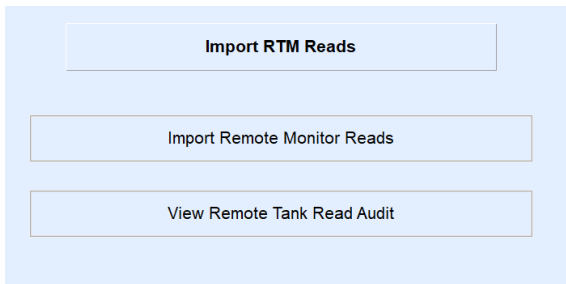 Import RTM Reads
Import Remote Monitor Reads
View Remote Tank Read Audit